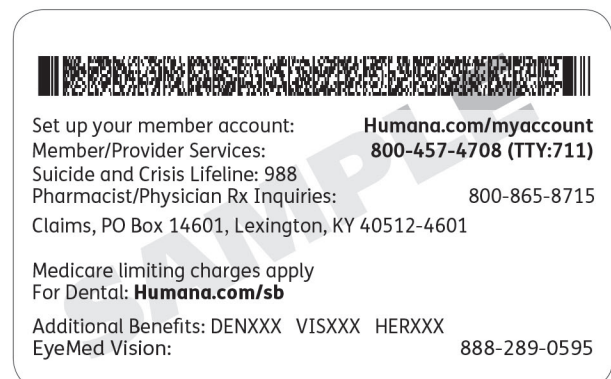 Set up your member account: Humana.com/myaccount
Member/Provider Services: 800-457-4708 (TTY:711)
Suicide and Crisis Lifeline: 988
Pharmacist/Physician Rx Inquiries: 800-865-8715
Claims, PO Box 14601, Lexington, KY 40512-4601
Medicare limiting charges apply
For Dental: Humana.com/sb
Additional Benefits: DENXXX VISXXX HERXXX
EyeMed Vision: 888-289-0595
SAMPLE